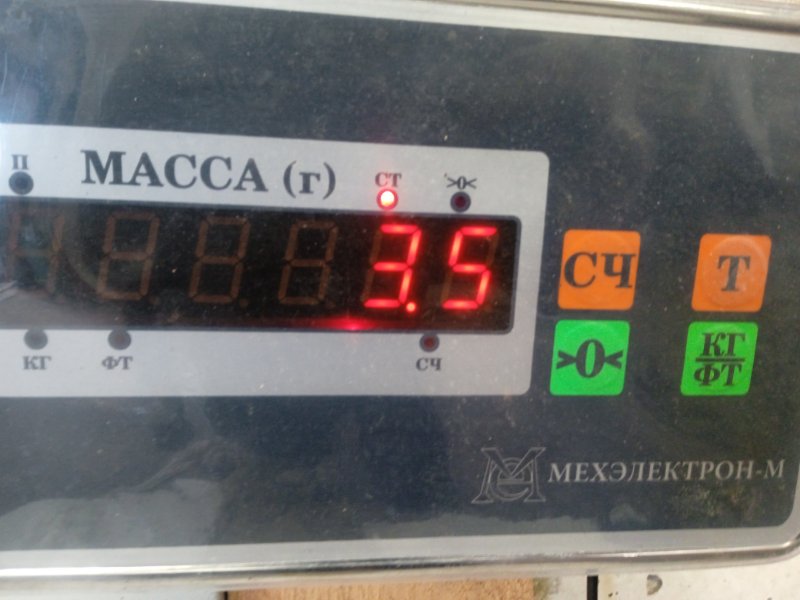 П
МАССА (г)
СТ
>0<
3.5
КГ
ФТ
СЧ
СЧ
Т
>0<
КГ
ФТ
МЕХЭЛЕКТРОН-М